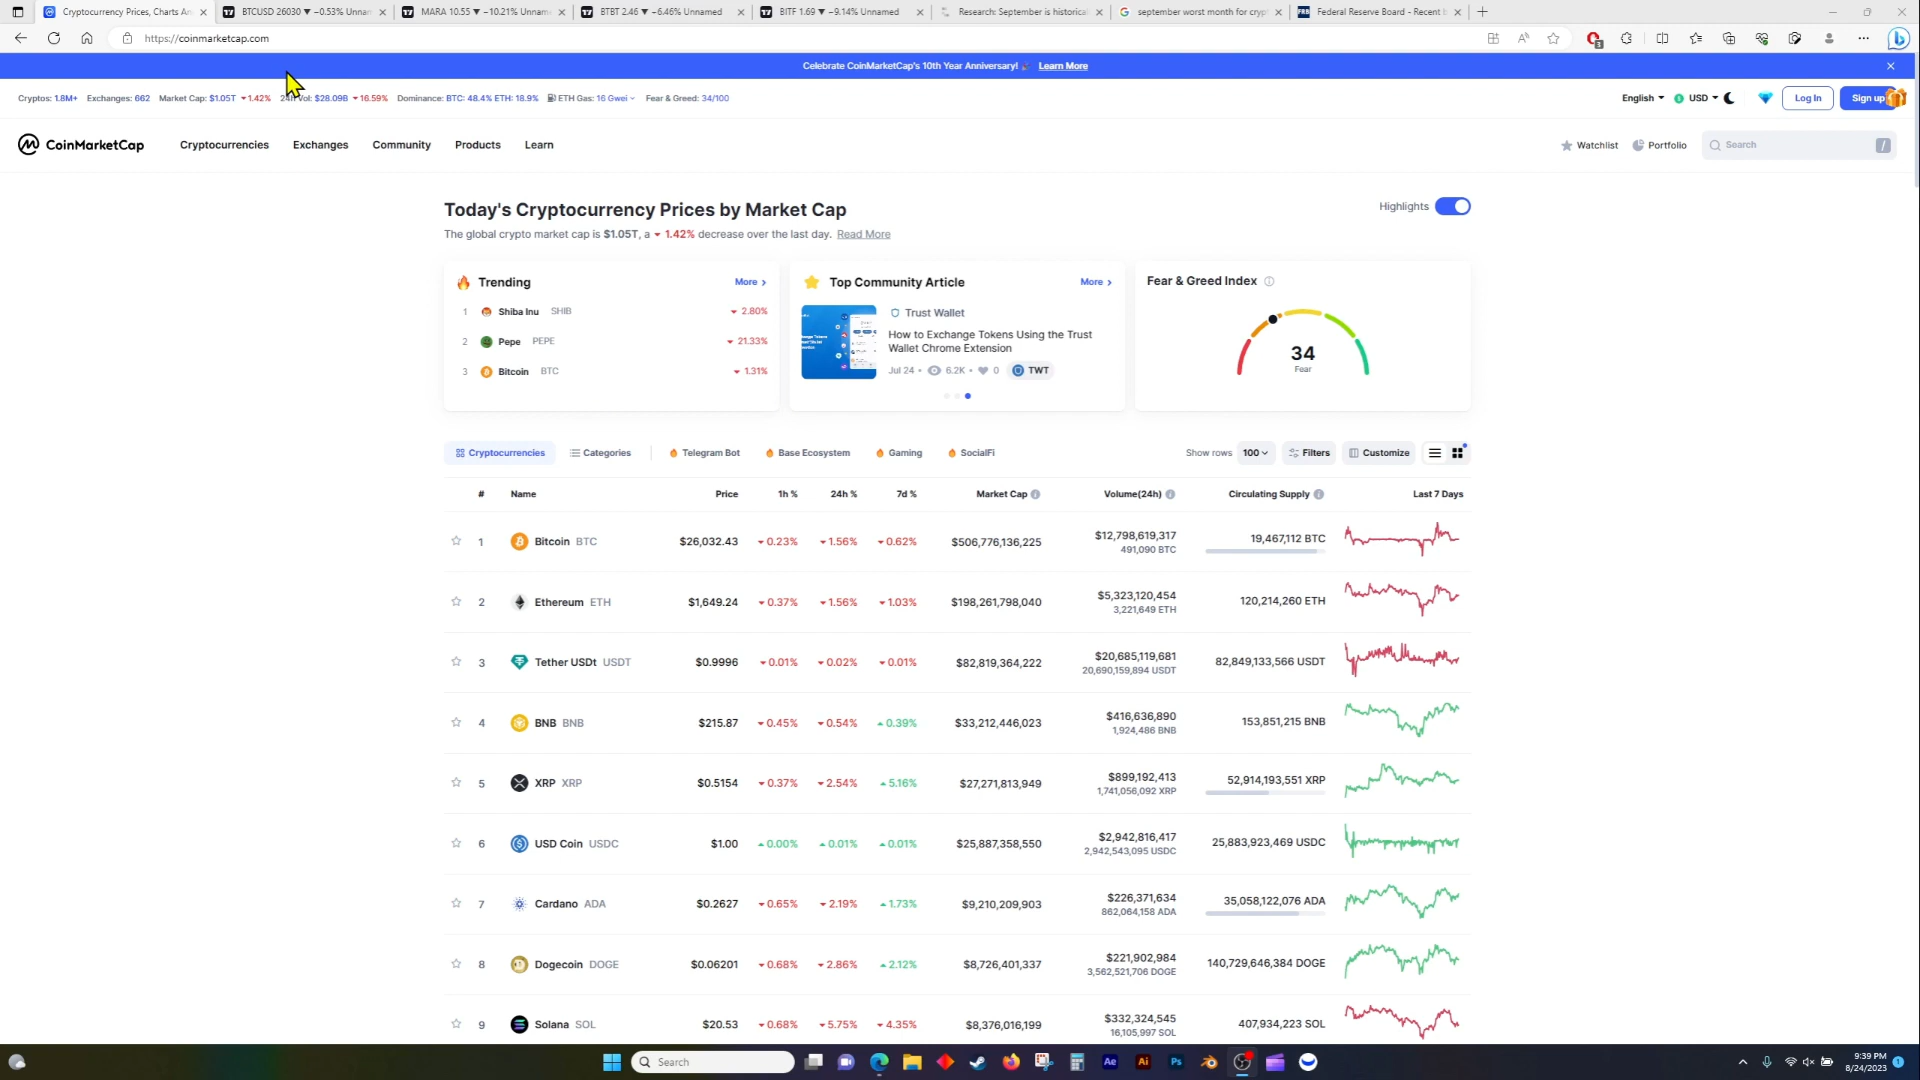 Cryptocurrency Prices, Charts An
BTCUSD 26030 ▼ −0.53% Unnan
MARA 10.55 ▼ −10.21% Unnam
BTBT 2.46 ▼ −6.46% Unnamed
BITF 1.69 ▼ −9.14% Unnamed
Research: September is historica
september worst month for crypt
FRB Federal Reserve Board - Recent b
https://coinmarketcap.com
Celebrate CoinMarketCap's 10th Year Anniversary! Learn More
Cryptos: 1.8M+ Exchanges: 662 Market Cap: $1.05T 1.42% 24h Vol: $28.09B 16.59% Dominance: BTC: 48.4% ETH: 18.9% ETH Gas: 16 Gwei Fear & Greed: 34/100
English USD Log In Sign up
CoinMarketCap Cryptocurrencies Exchanges Community Products Learn Watchlist Portfolio Search /
Today's Cryptocurrency Prices by Market Cap
Highlights
The global crypto market cap is $1.05T, a 1.42% decrease over the last day. Read More
Trending More
1 Shiba Inu SHIB 2.80%
2 Pepe PEPE 21.33%
3 Bitcoin BTC 1.31%
Top Community Article More
Trust Wallet
How to Exchange Tokens Using the Trust
Wallet Chrome Extension
Jul 24 • 6.2K • 0 TWT
Fear & Greed Index
34
Fear
Cryptocurrencies Categories Telegram Bot Base Ecosystem Gaming SocialFi Show rows 100 Filters Customize
# Name Price 1h % 24h % 7d % Market Cap Volume(24h) Circulating Supply Last 7 Days
1 Bitcoin BTC $26,032.43 0.23% 1.56% 0.62% $506,776,136,225 $12,798,619,317 19,467,112 BTC
491,090 BTC
2 Ethereum ETH $1,649.24 0.37% 1.56% 1.03% $198,261,798,040 $5,323,120,454 120,214,260 ETH
3,221,649 ETH
3 Tether USDt USDT $0.9996 0.01% 0.02% 0.01% $82,819,364,222 $20,685,119,681 82,849,133,566 USDT
20,690,159,894 USDT
4 BNB BNB $215.87 0.45% 0.54% 0.39% $33,212,446,023 $416,636,890 153,851,215 BNB
1,924,486 BNB
5 XRP XRP $0.5154 0.37% 2.54% 5.16% $27,271,813,949 $899,192,413 52,914,193,551 XRP
1,741,056,092 XRP
6 USD Coin USDC $1.00 0.00% 0.01% 0.01% $25,887,358,550 $2,942,816,417 25,883,923,469 USDC
2,942,543,095 USDC
7 Cardano ADA $0.2627 0.65% 2.19% 1.73% $9,210,209,903 $226,371,634 35,058,122,076 ADA
862,064,158 ADA
8 Dogecoin DOGE $0.06201 0.68% 2.86% 2.12% $8,726,401,337 $221,902,984 140,729,646,384 DOGE
3,562,521,706 DOGE
9 Solana SOL $20.53 0.68% 5.75% 4.35% $8,376,016,199 $332,324,545 407,934,223 SOL
16,105,997 SOL
Search
Ae Ai Ps
9:39 PM
8/24/2023